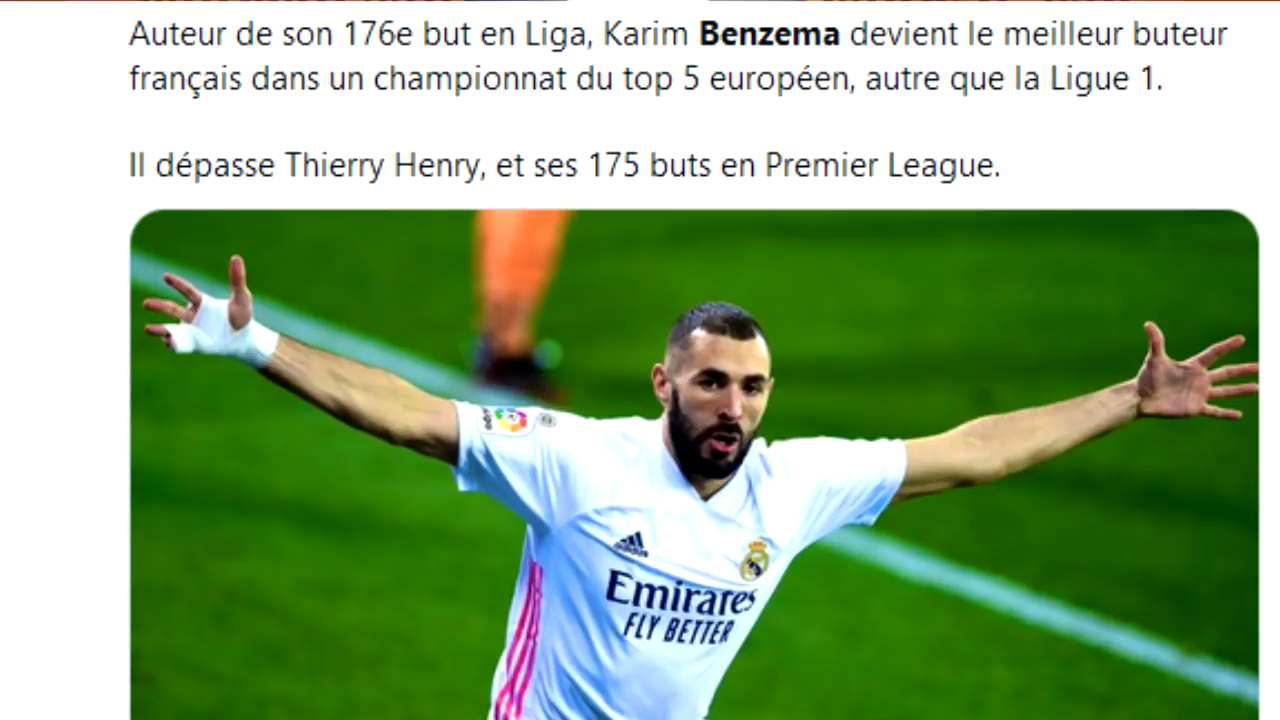 Auteur de son 176e but en Liga, Karim Benzema devient le meilleur buteur
français dans un championnat du top 5 européen, autre que la Ligue 1.
Il dépasse Thierry Henry, et ses 175 buts en Premier League.
adidas
Emirates
FLY BETTER